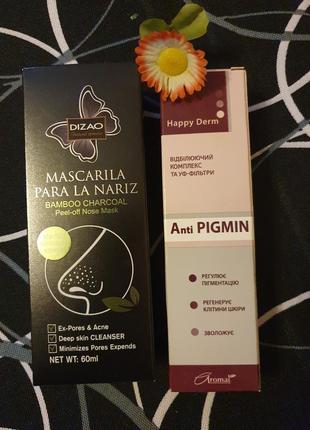 DIZAO
Natural cosmetic
MASCARILA
PARA LA NARIZ
BAMBOO CHARCOAL
Peel-off Nose Mask
Ex-Pores & Acne
Deep skin CLEANSER
Minimizes Pores Expends
NET WT: 60ml
Happy Derm
ВІДБІЛЮЮЧИЙ
КОМПЛЕКС
ТА УФ-ФІЛЬТРИ
Anti PIGMIN
РЕГУЛЮЄ
ПІГМЕНТАЦІЮ
РЕГЕНЕРУЄ
КЛІТИНИ ШКІРИ
ЗВОЛОЖУЄ
Aromat